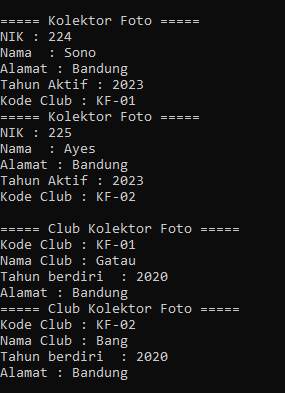 ===== Kolektor Foto =====
NIK : 224
Nama  : Sono
Alamat : Bandung
Tahun Aktif : 2023
Kode Club : KF-01
===== Kolektor Foto =====
NIK : 225
Nama  : Ayes
Alamat : Bandung
Tahun Aktif : 2023
Kode Club : KF-02

===== Club Kolektor Foto =====
Kode Club : KF-01
Nama Club : Gatau
Tahun berdiri  : 2020
Alamat : Bandung
===== Club Kolektor Foto =====
Kode Club : KF-02
Nama Club : Bang
Tahun berdiri  : 2020
Alamat : Bandung